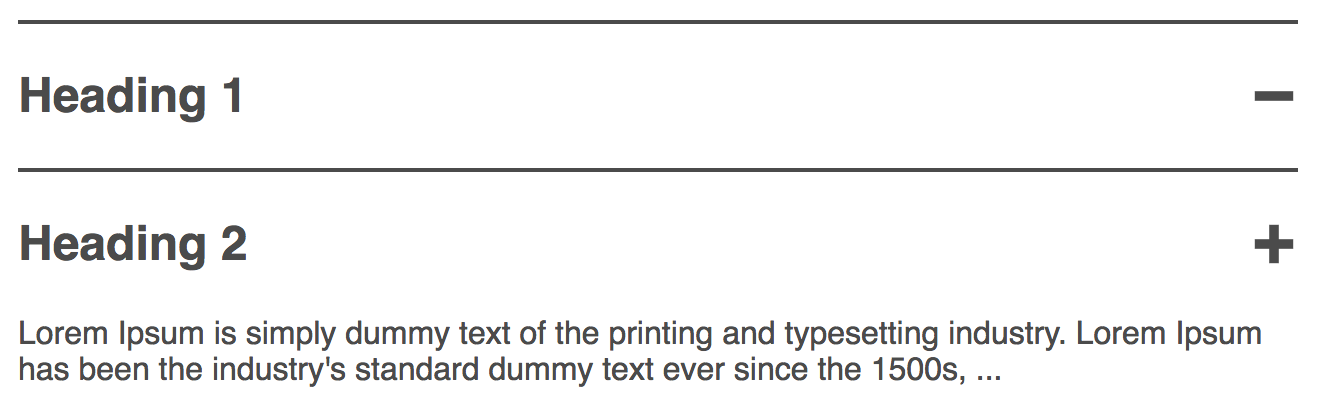 Heading 1 −
Heading 2 +
Lorem Ipsum is simply dummy text of the printing and typesetting industry. Lorem Ipsum
has been the industry's standard dummy text ever since the 1500s, ...